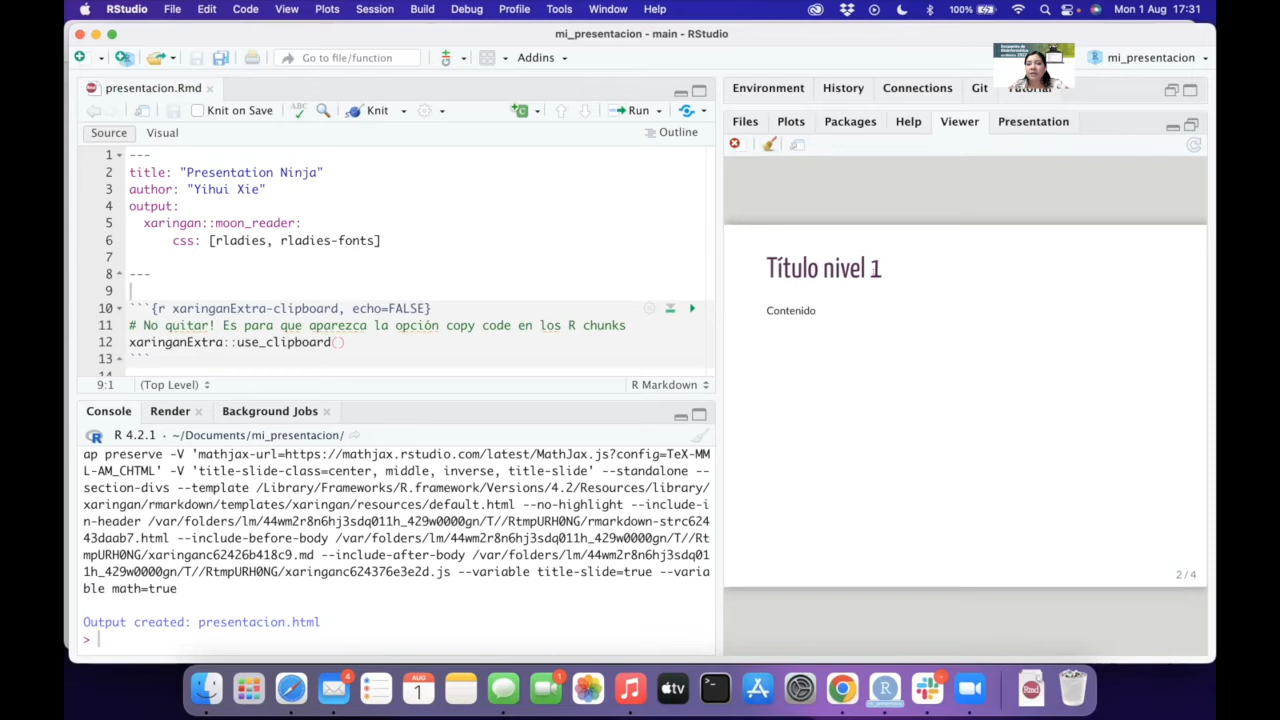 RStudio File Edit Code View Plots Session Build Debug Profile Tools Window Help 100% Mon 1 Aug 17:31
mi_presentacion - main - RStudio
Go to file/function Addins mi_presentacion
presentacion.Rmd
Knit on Save ABC Knit Run
Source Visual Outline
1 ---
2 title: "Presentation Ninja"
3 author: "Yihui Xie"
4 output:
5 xaringan::moon_reader:
6 css: [rladies, rladies-fonts]
7
8 ---
9
10 ```{r xaringanExtra-clipboard, echo=FALSE}
11 # No quitar! Es para que aparezca la opción copy code en los R chunks
12 xaringanExtra::use_clipboard()
13 ```
14
9:1 (Top Level) R Markdown
Console Render Background Jobs
R 4.2.1 · ~/Documents/mi_presentacion/
ap preserve -V 'mathjax-url=https://mathjax.rstudio.com/latest/MathJax.js?config=TeX-MM
L-AM_CHTML' -V 'title-slide-class=center, middle, inverse, title-slide' --standalone --
section-divs --template /Library/Frameworks/R.framework/Versions/4.2/Resources/library/
xaringan/rmarkdown/templates/xaringan/resources/default.html --no-highlight --include-i
n-header /var/folders/lm/44wm2r8n6hj3sdq011h_429w0000gn/T//RtmpURH0NG/rmarkdown-strc624
43daab7.html --include-before-body /var/folders/lm/44wm2r8n6hj3sdq011h_429w0000gn/T//Rt
mpURH0NG/xaringanc62426b418c9.md --include-after-body /var/folders/lm/44wm2r8n6hj3sdq01
1h_429w0000gn/T//RtmpURH0NG/xaringanc624376e3e2d.js --variable title-slide=true --varia
ble math=true
Output created: presentacion.html
>
Environment History Connections Git Tutorial
Files Plots Packages Help Viewer Presentation
Título nivel 1
Contenido
2 / 4
4 AUG 1 1 tv Rmd